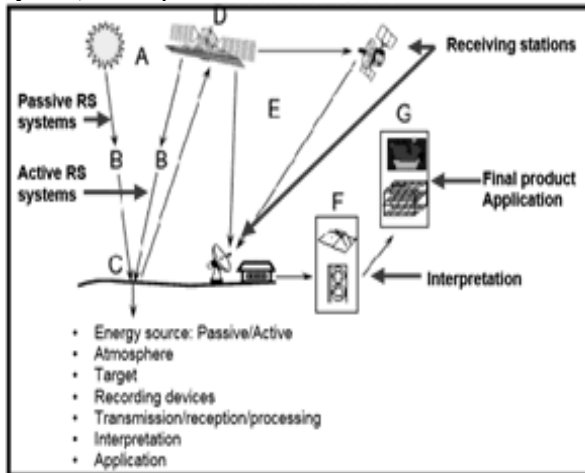 D
Receiving stations
A
Passive RS
systems
E
G
B B
Active RS
systems
Final product
Application
F
C
Interpretation
• Energy source: Passive/Active
• Atmosphere
• Target
• Recording devices
• Transmission/reception/processing
• Interpretation
• Application